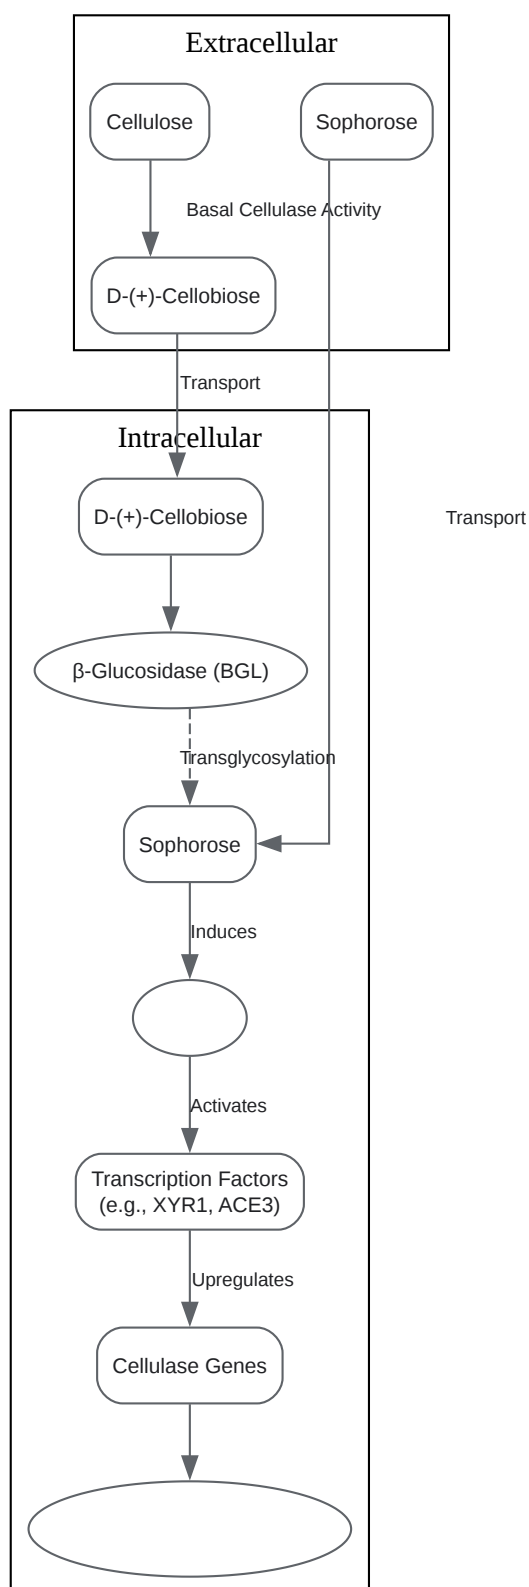 Extracellular
Cellulose
Sophorose
Basal Cellulase Activity
D-(+)-Cellobiose
Transport
Intracellular
D-(+)-Cellobiose
Transport
β-Glucosidase (BGL)
Transglycosylation
Sophorose
Induces
Activates
Transcription Factors
(e.g., XYR1, ACE3)
Upregulates
Cellulase Genes